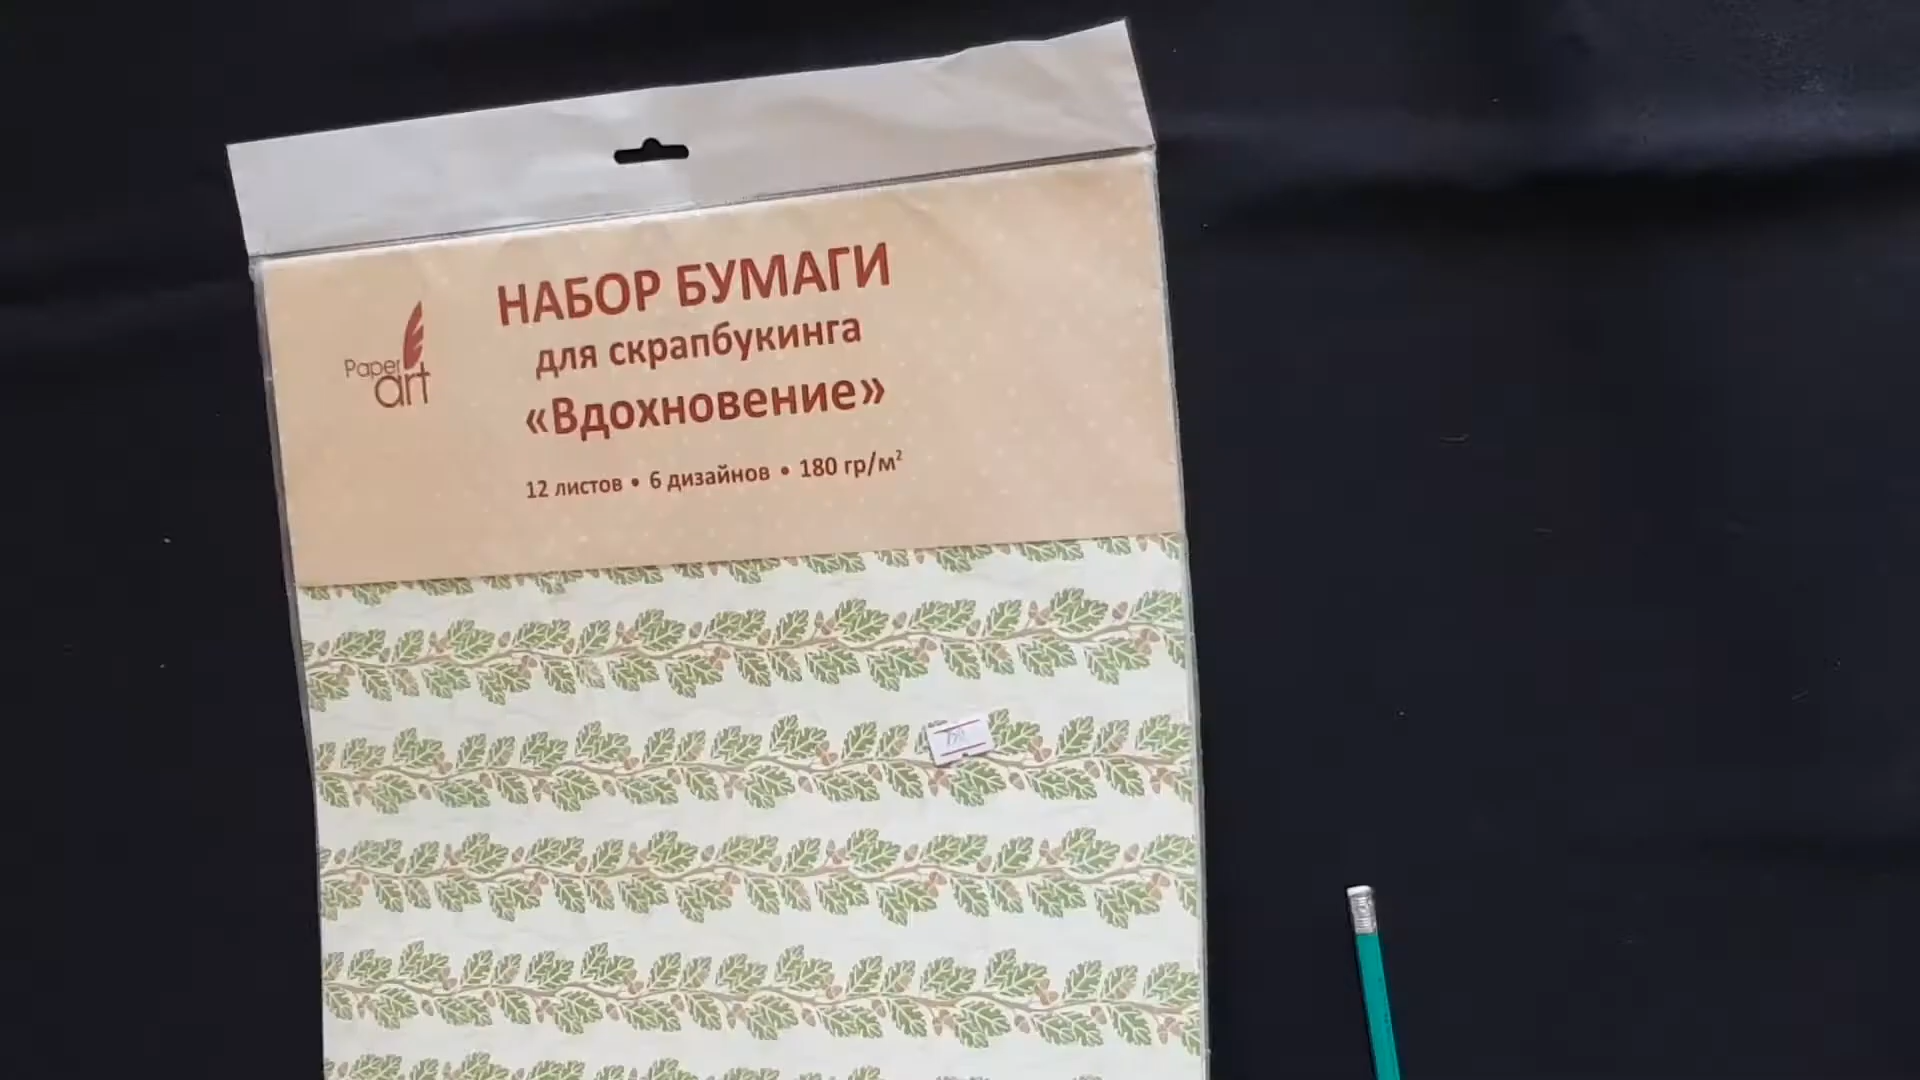 Paper
art
НАБОР БУМАГИ
для скрапбукинга
«Вдохновение»
12 листов • 6 дизайнов • 180 гр/м²